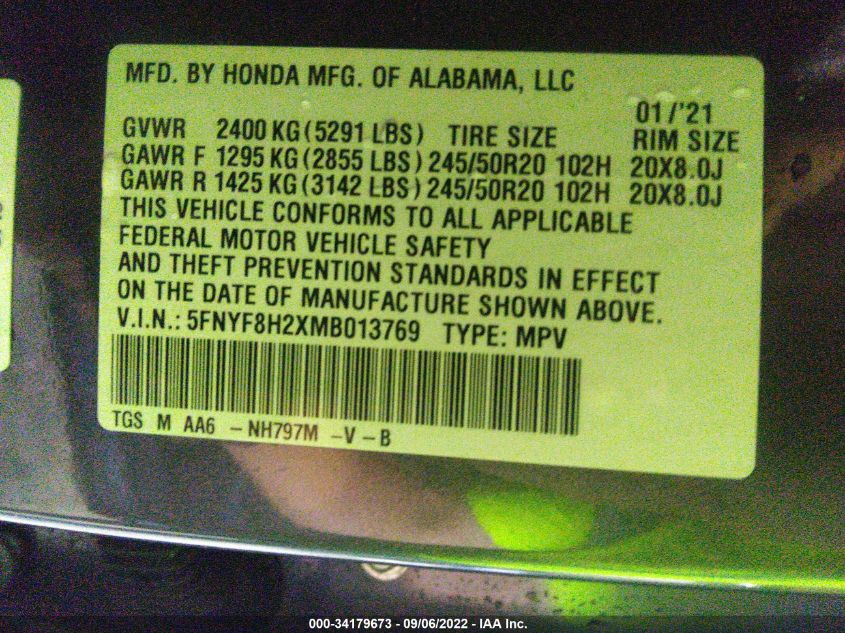 MFD. BY HONDA MFG. OF ALABAMA, LLC
01/'21
GVWR 2400 KG (5291 LBS) TIRE SIZE RIM SIZE
GAWR F 1295 KG (2855 LBS) 245/50R20 102H 20X8.0J
GAWR R 1425 KG (3142 LBS) 245/50R20 102H 20X8.0J
THIS VEHICLE CONFORMS TO ALL APPLICABLE
FEDERAL MOTOR VEHICLE SAFETY
AND THEFT PREVENTION STANDARDS IN EFFECT
ON THE DATE OF MANUFACTURE SHOWN ABOVE.
V.I.N.: 5FNYF8H2XMB013769 TYPE: MPV
TGS M AA6 - NH797M - V - B
000-34179673 - 09/06/2022 - IAA Inc.